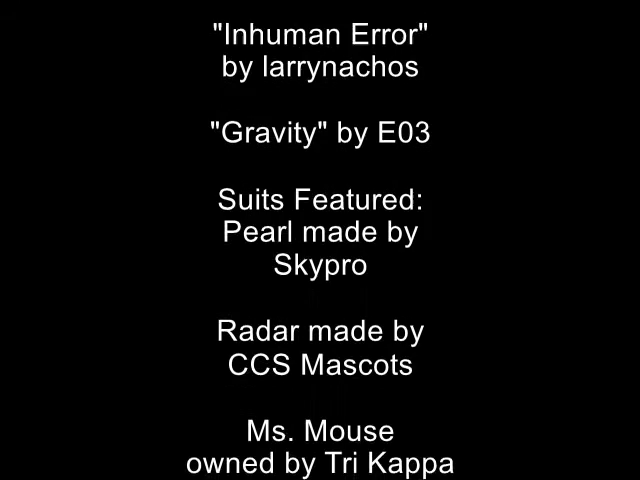 "Inhuman Error"
by larrynachos
"Gravity" by E03
Suits Featured:
Pearl made by
Skypro
Radar made by
CCS Mascots
Ms. Mouse
owned by Tri Kappa